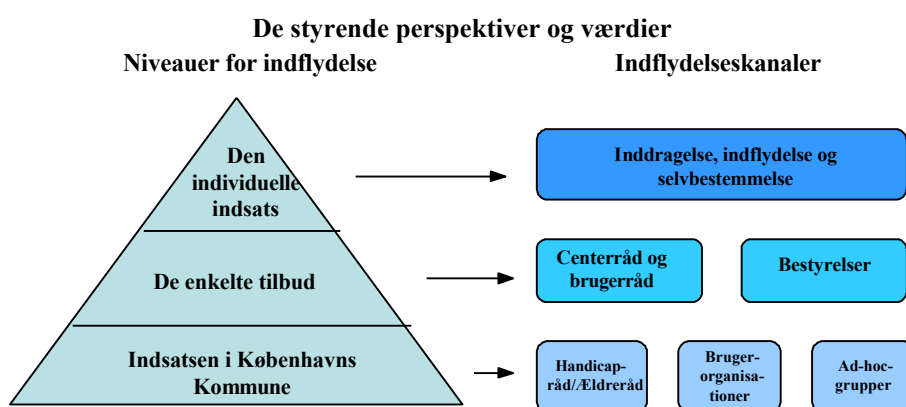 De styrende perspektiver og værdier
Niveauer for indflydelse
Indflydelseskanaler
Den
individuelle
indsats
Inddragelse, indflydelse og
selvbestemmelse
De enkelte tilbud
Centerråd og
brugerråd
Bestyrelser
Indsatsen i Københavns
Kommune
Handicap-
råd/Ældreråd
Bruger-
organisa-
tioner
Ad-hoc-
grupper